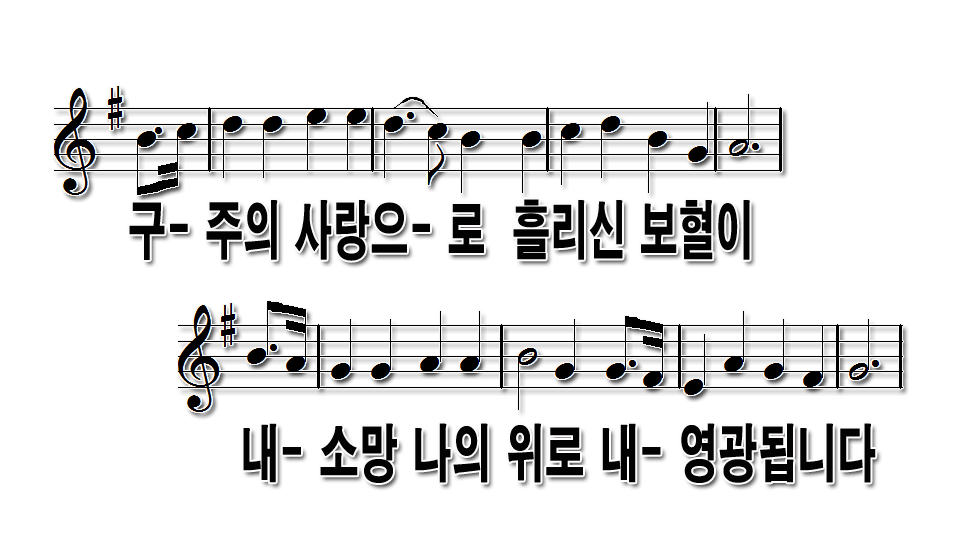 구- 주의 사랑으- 로 흘리신 보혈이
내- 소망 나의 위로 내- 영광됩니다